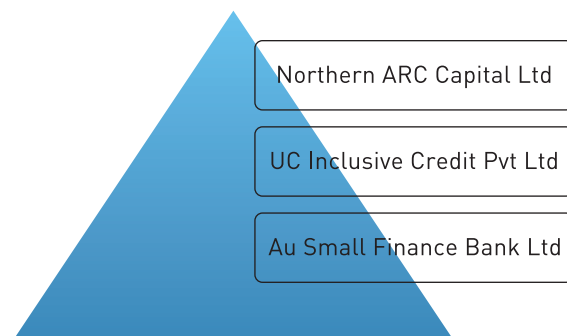 Northern ARC Capital Ltd
UC Inclusive Credit Pvt Ltd
Au Small Finance Bank Ltd